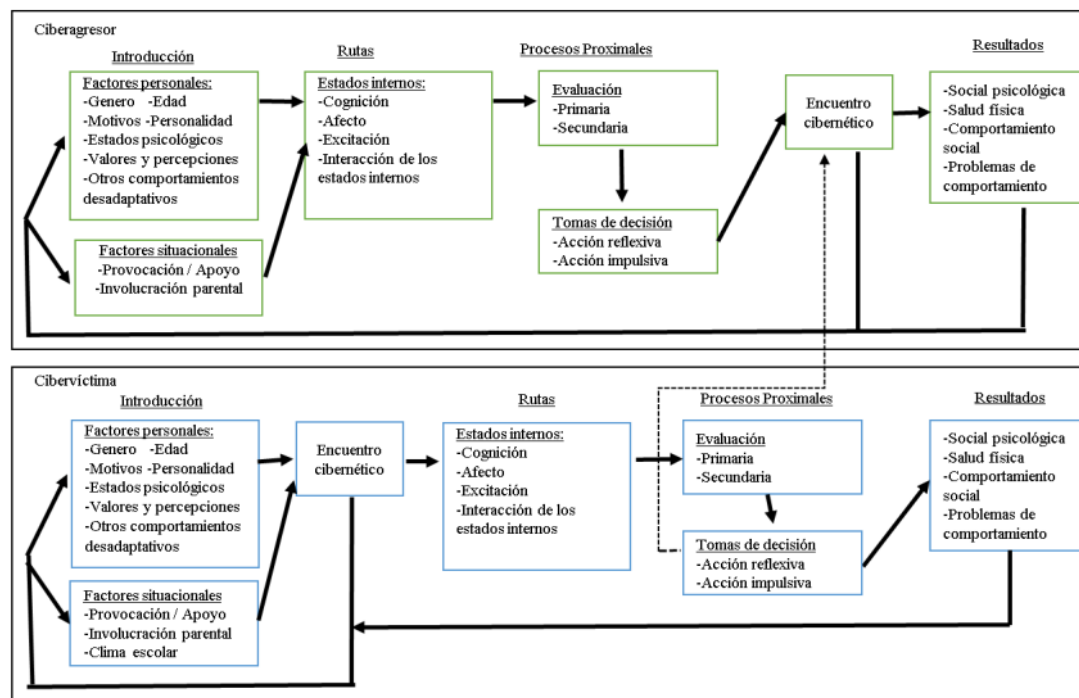 Ciberagresor
Introducción
Factores personales:
-Genero -Edad
-Motivos -Personalidad
-Estados psicológicos
-Valores y percepciones
-Otros comportamientos
desadaptativos
Factores situacionales
-Provocación / Apoyo
-Involucración parental
Rutas
Estados internos:
-Cognición
-Afecto
-Excitación
-Interacción de los
estados internos
Procesos Proximales
Evaluación
-Primaria
-Secundaria
Tomas de decisión
-Acción reflexiva
-Acción impulsiva
Encuentro
cibernético
Resultados
-Social psicológica
-Salud física
-Comportamiento
social
-Problemas de
comportamiento
Cibervíctima
Introducción
Factores personales:
-Genero -Edad
-Motivos -Personalidad
-Estados psicológicos
-Valores y percepciones
-Otros comportamientos
desadaptativos
Factores situacionales
-Provocación / Apoyo
-Involucración parental
-Clima escolar
Encuentro
cibernético
Rutas
Estados internos:
-Cognición
-Afecto
-Excitación
-Interacción de los
estados internos
Procesos Proximales
Evaluación
-Primaria
-Secundaria
Tomas de decisión
-Acción reflexiva
-Acción impulsiva
Resultados
-Social psicológica
-Salud física
-Comportamiento
social
-Problemas de
comportamiento